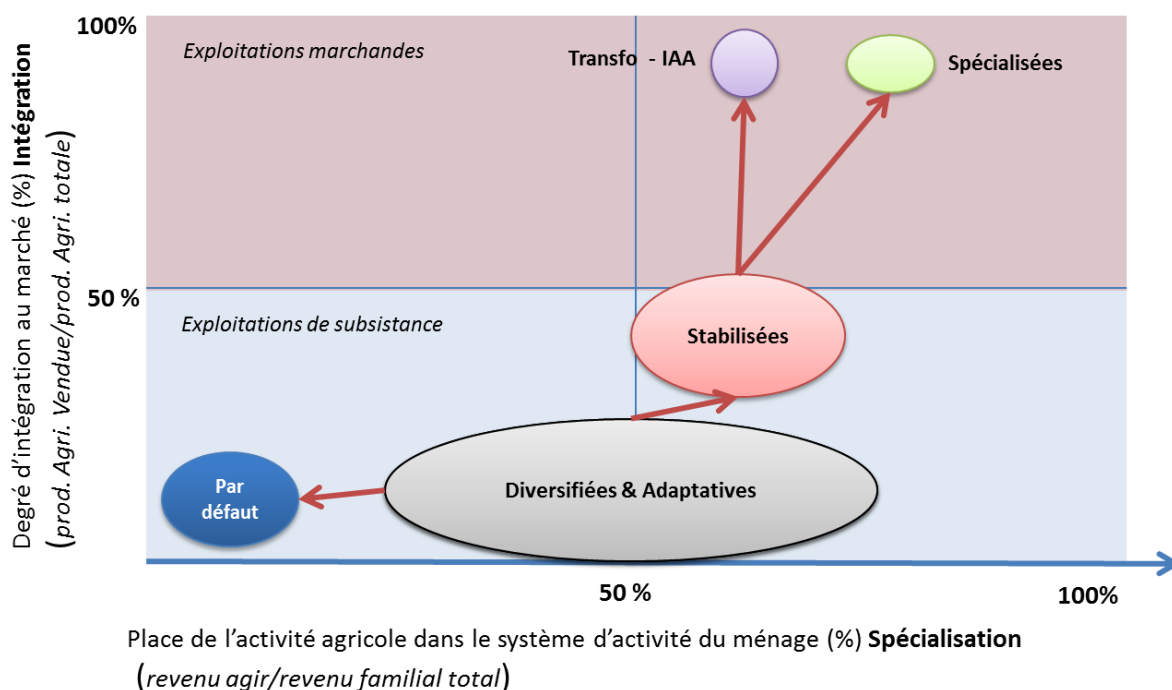 100%
Exploitations marchandes
Transfo - IAA
Spécialisées
Degré d'intégration au marché (%) Intégration
(prod. Agri. Vendue/prod. Agri. totale)
50 %
Exploitations de subsistance
Stabilisées
Par
défaut
Diversifiées & Adaptatives
50 %
100%
Place de l'activité agricole dans le système d'activité du ménage (%) Spécialisation
(revenu agir/revenu familial total)